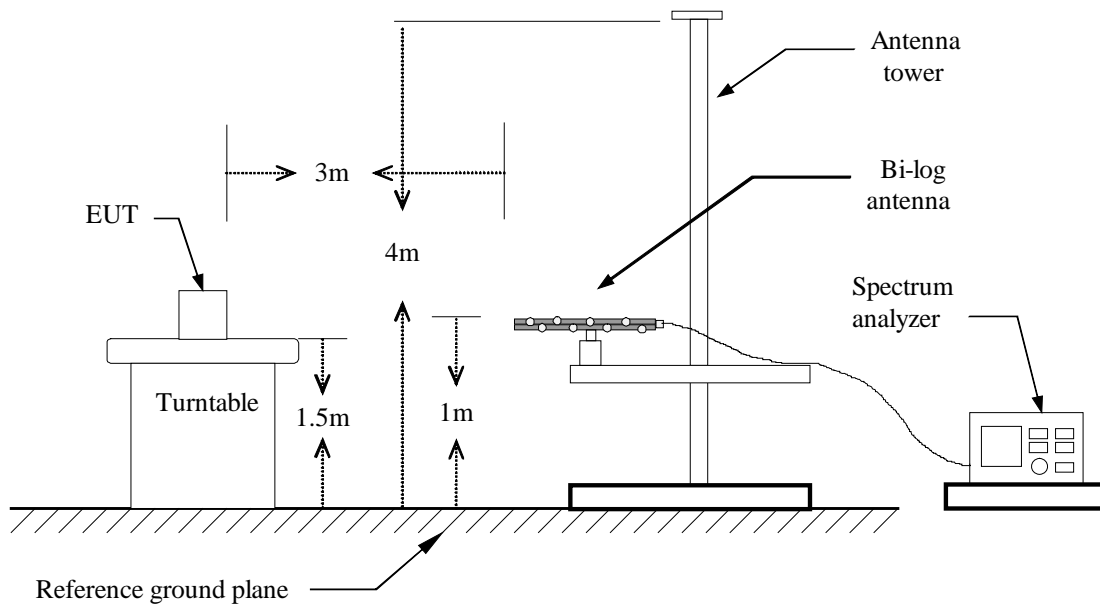 Antenna
tower
3m
Bi-log
antenna
EUT
4m
Spectrum
analyzer
Turntable
1.5m
1m
Reference ground plane